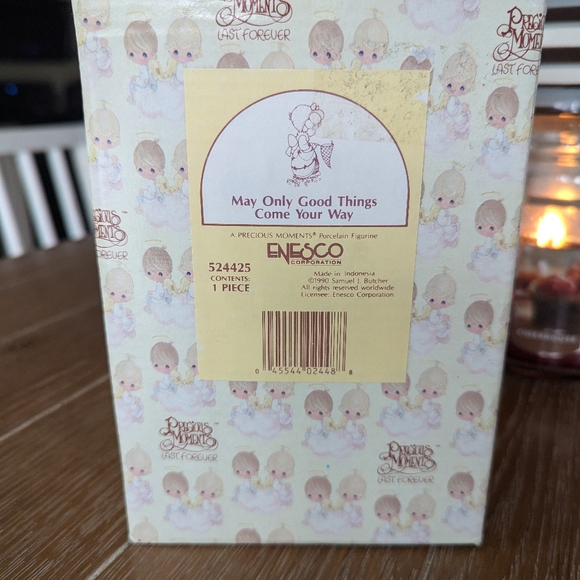 MOMENTS
LAST FOREVER
PRECIOUS
MOMENTS
LAST FOREVER
May Only Good Things
Come Your Way
A PRECIOUS MOMENTS® Porcelain Figurine
ENESCO
CORPORATION
524425
CONTENTS:
1 PIECE
Made in Indonesia
©1990 Samuel J. Butcher
All rights reserved worldwide
Licensee: Enesco Corporation
0 45544 02448 8
PRECIOUS
MOMENTS
LAST FOREVER
PRECIOUS
MOMENTS
LAST FOREVER